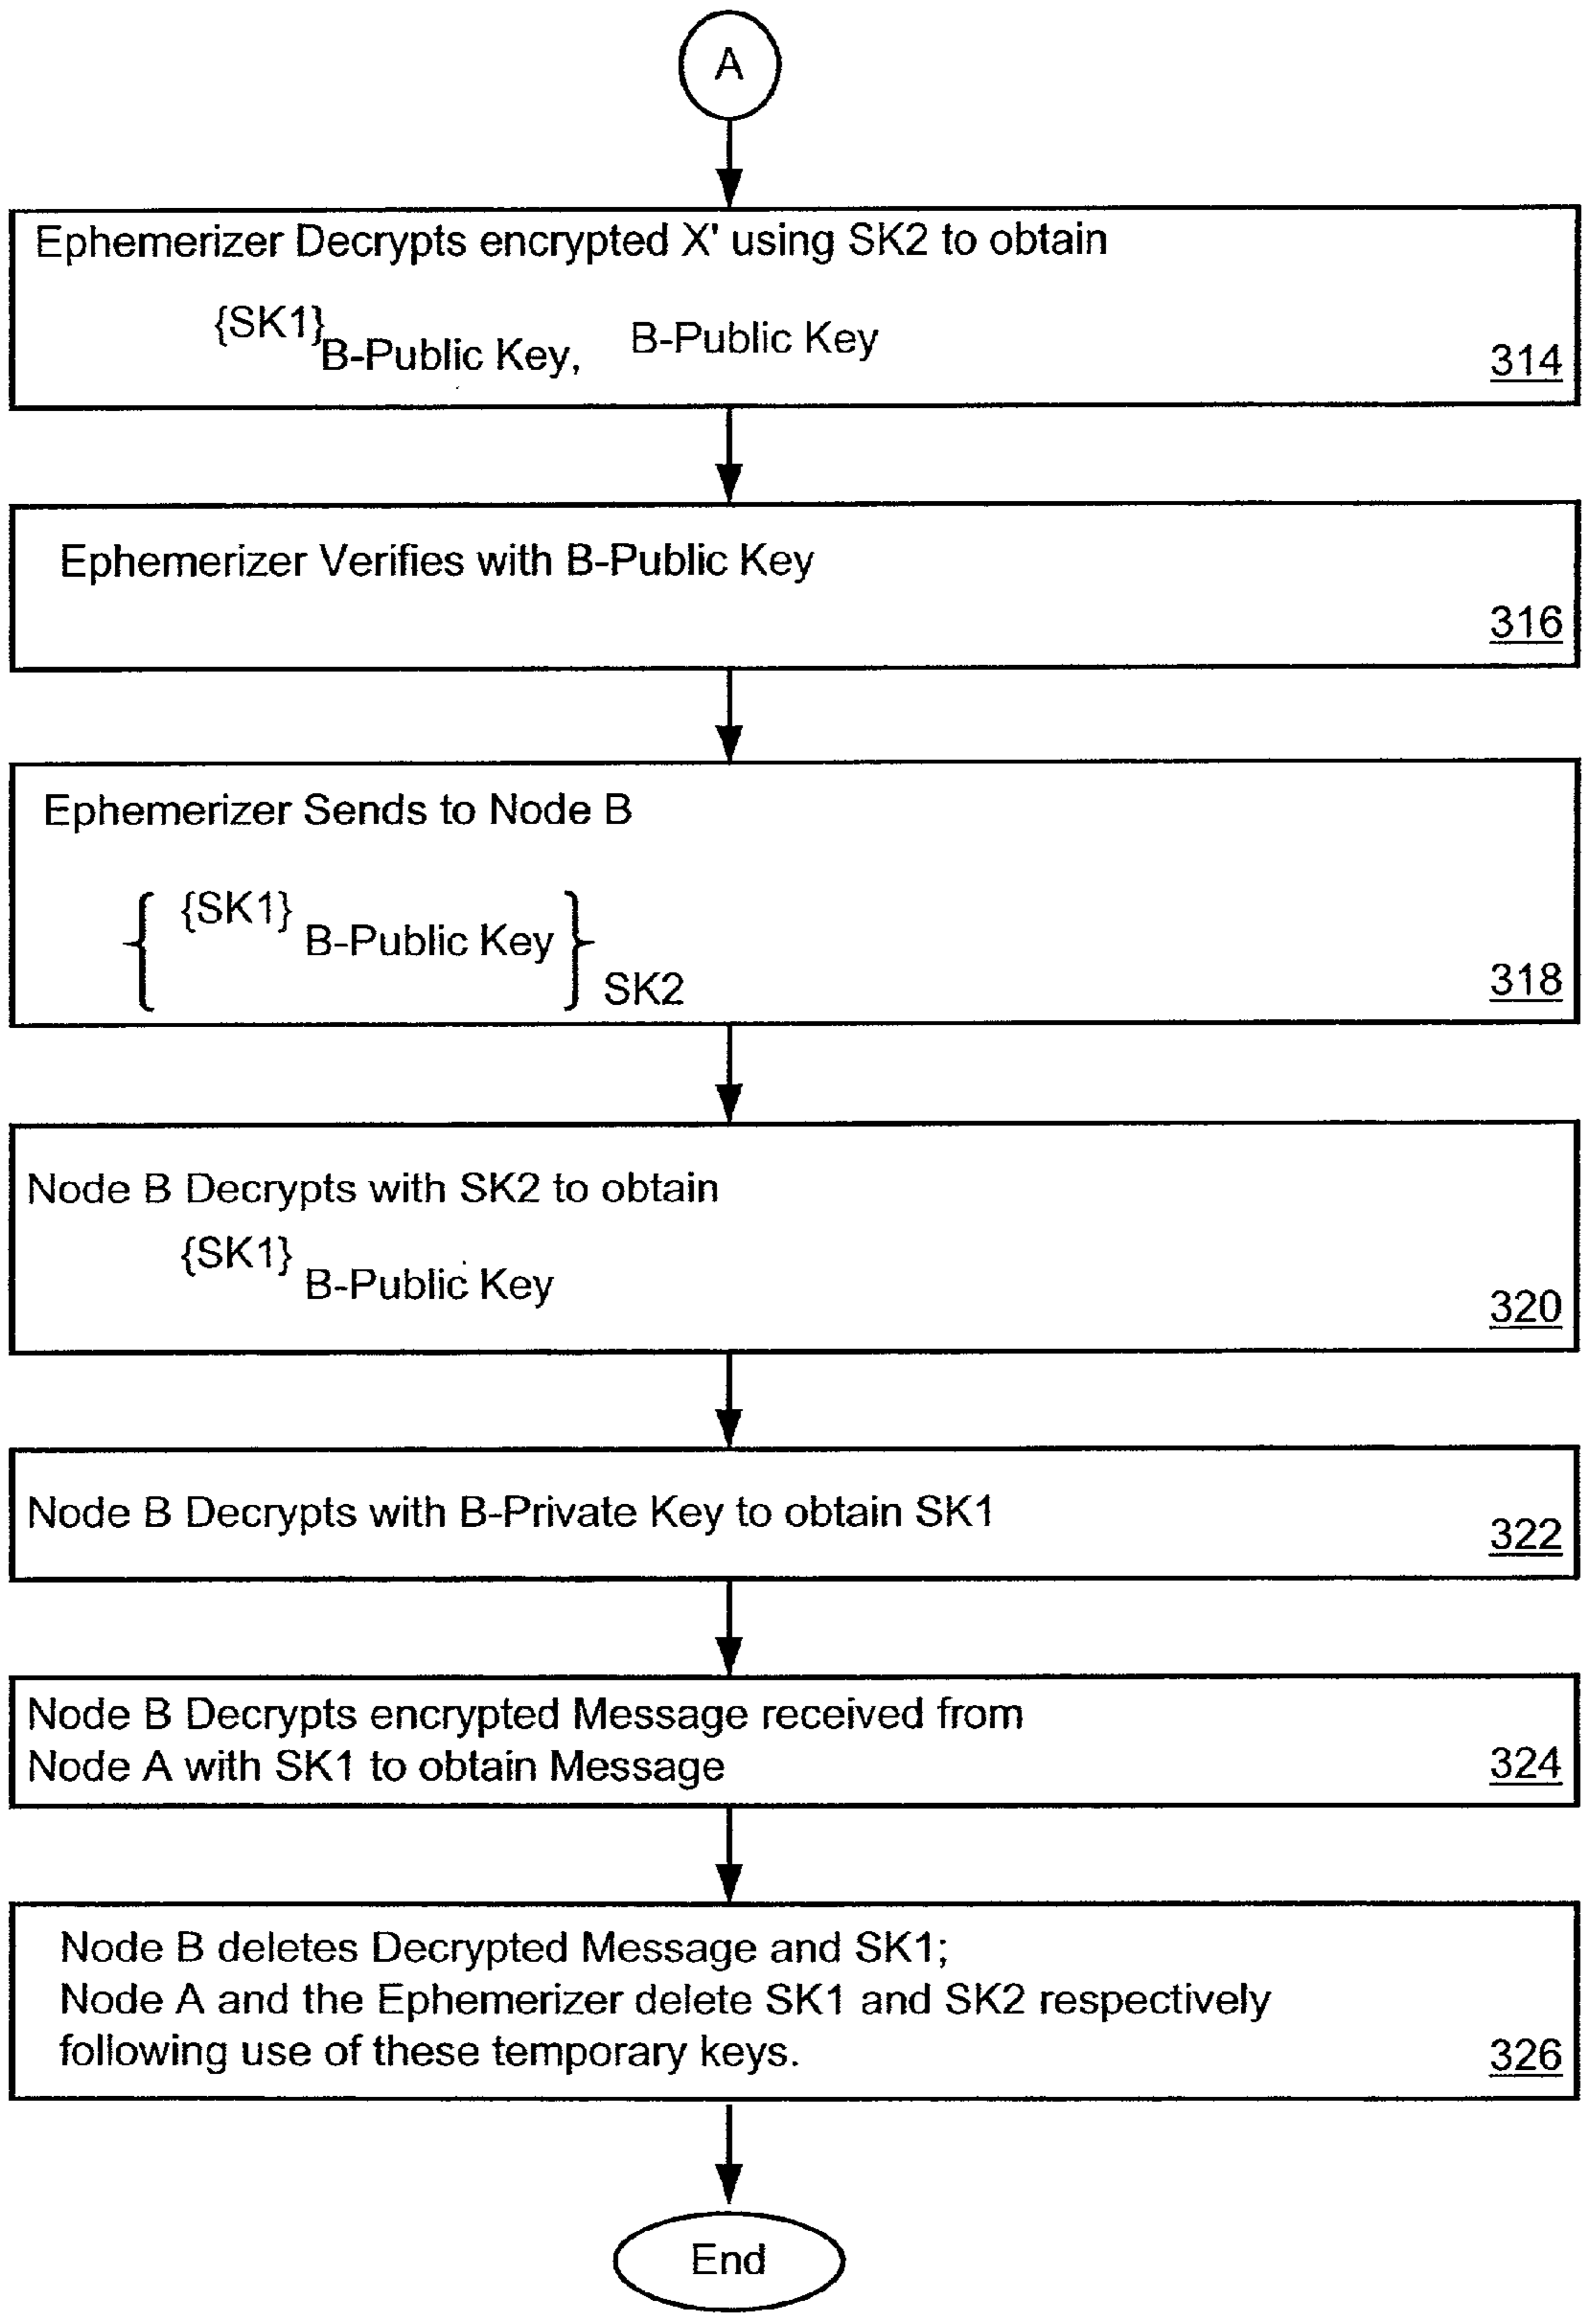 A
Ephemerizer Decrypts encrypted X' using SK2 to obtain
{SK1} B-Public Key, B-Public Key
314
Ephemerizer Verifies with B-Public Key
316
Ephemerizer Sends to Node B
{ {SK1} B-Public Key } SK2
318
Node B Decrypts with SK2 to obtain
{SK1} B-Public Key
320
Node B Decrypts with B-Private Key to obtain SK1
322
Node B Decrypts encrypted Message received from
Node A with SK1 to obtain Message
324
Node B deletes Decrypted Message and SK1;
Node A and the Ephemerizer delete SK1 and SK2 respectively
following use of these temporary keys.
326
End